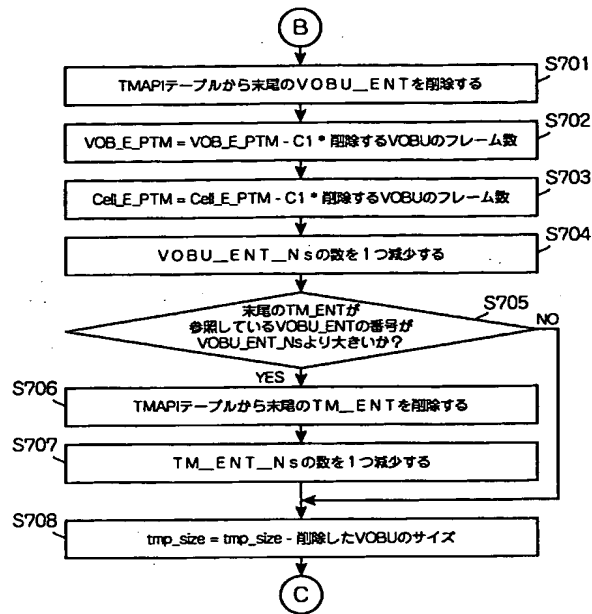 B
S701
TMAPIテーブルから末尾のVOBU__ENTを削除する
S702
VOB_E_PTM = VOB_E_PTM - C1 * 削除するVOBUのフレーム数
S703
Cell_E_PTM = Cell_E_PTM - C1 * 削除するVOBUのフレーム数
S704
VOBU__ENT__Nsの数を1つ減少する
S705
末尾のTM_ENTが
参照しているVOBU_ENTの番号が
VOBU_ENT_Nsより大きいか?
NO
YES
S706
TMAPIテーブルから末尾のTM__ENTを削除する
S707
TM__ENT__Nsの数を1つ減少する
S708
tmp_size = tmp_size - 削除したVOBUのサイズ
C